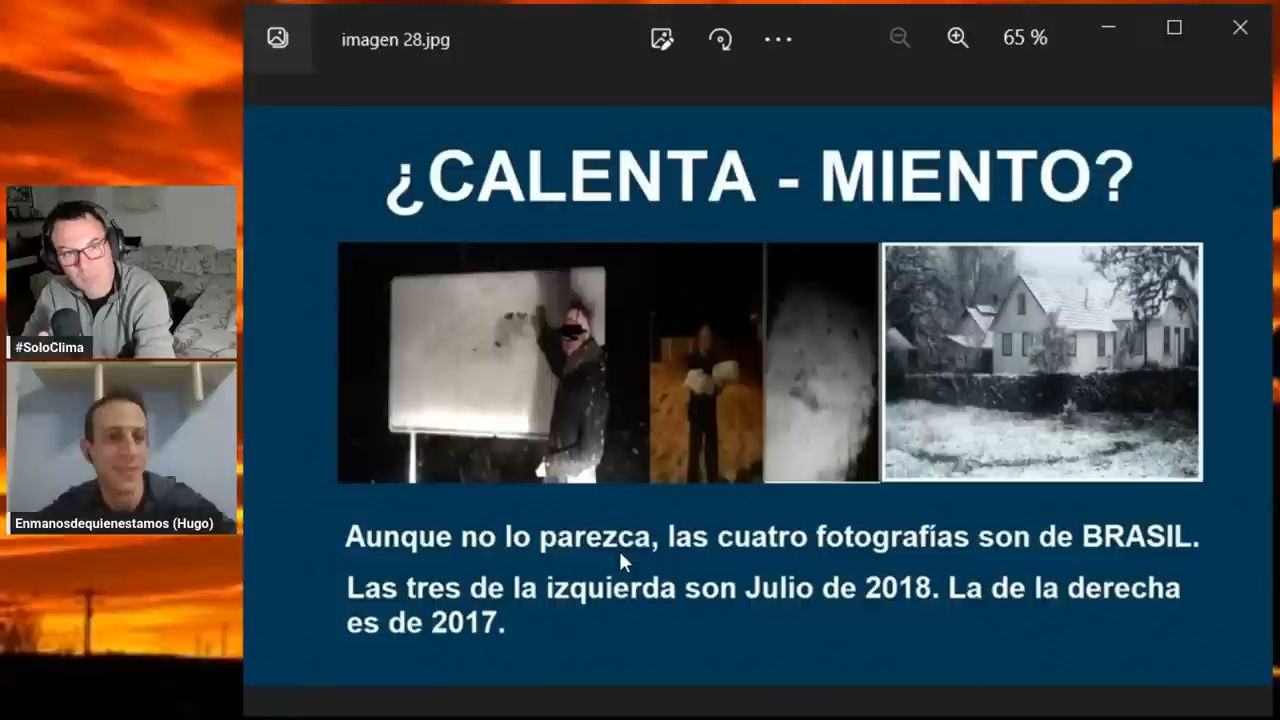 imagen 28.jpg
65 %
¿CALENTA - MIENTO?
#SoloClima
Enmanosdequienestamos (Hugo)
Aunque no lo parezca, las cuatro fotografías son de BRASIL.
Las tres de la izquierda son Julio de 2018. La de la derecha
es de 2017.